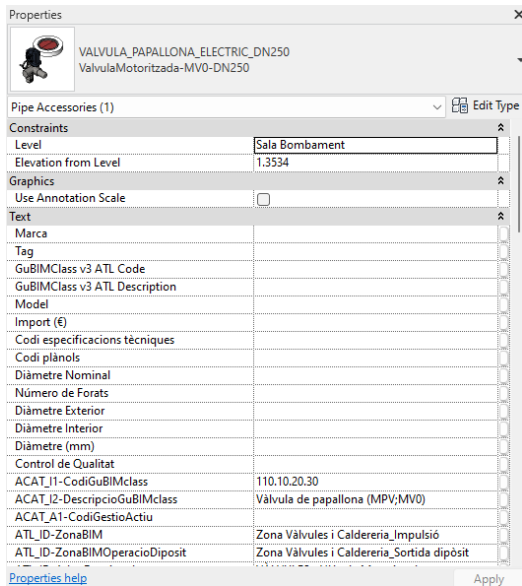 Properties
VALVULA_PAPALLONA_ELECTRIC_DN250
ValvulaMotoritzada-MV0-DN250
Pipe Accessories (1) Edit Type
Constraints
Level Sala Bombament
Elevation from Level 1.3534
Graphics
Use Annotation Scale
Text
Marca
Tag
GuBIMClass v3 ATL Code
GuBIMClass v3 ATL Description
Model
Import (€)
Codi especificacions tècniques
Codi plànols
Diàmetre Nominal
Número de Forats
Diàmetre Exterior
Diàmetre Interior
Diàmetre (mm)
Control de Qualitat
ACAT_I1-CodiGuBIMclass 110.10.20.30
ACAT_I2-DescripcioGuBIMclass Vàlvula de papallona (MPV;MV0)
ACAT_A1-CodiGestioActiu
ATL_ID-ZonaBIM Zona Vàlvules i Caldereria_Impulsió
ATL_ID-ZonaBIMOperacioDiposit Zona Vàlvules i Caldereria_Sortida dipòsit
Properties help Apply